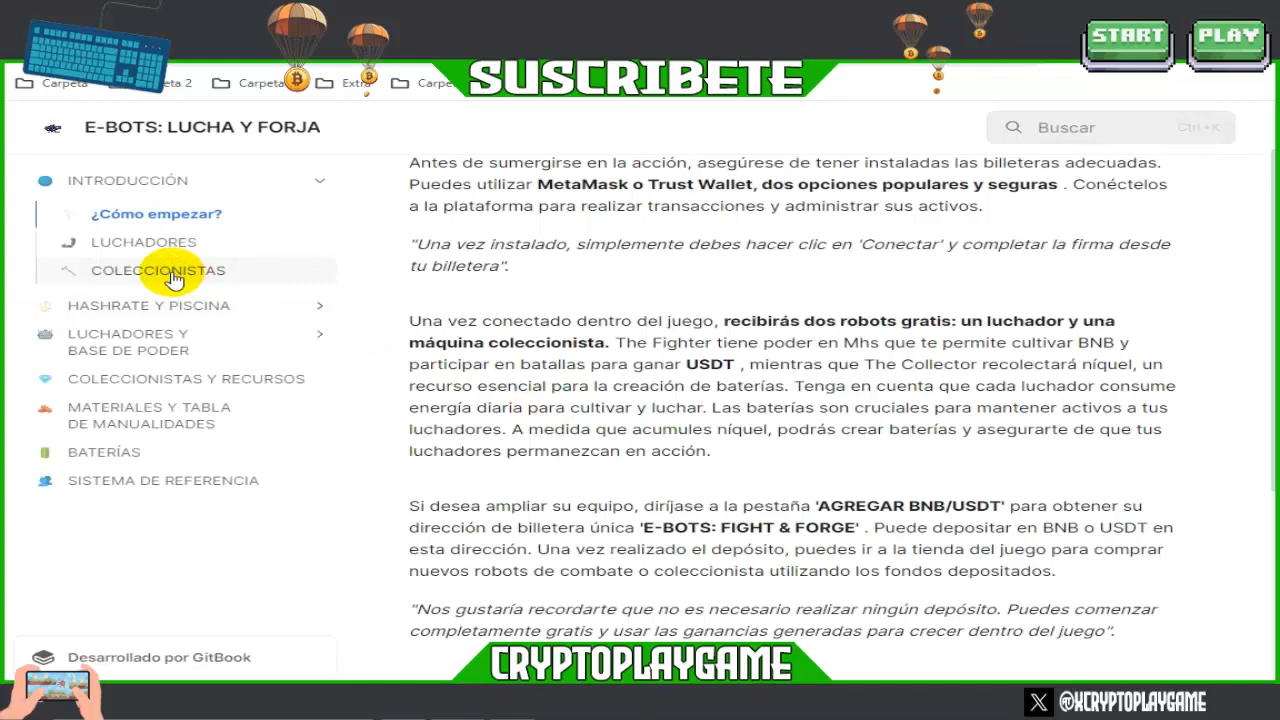 START
PLAY
SUSCRIBETE
Carpeta
ta 2
Carpeta
Extra
Carpe
E-BOTS: LUCHA Y FORJA
Buscar
Ctrl +K
INTRODUCCIÓN
¿Cómo empezar?
LUCHADORES
COLECCIONISTAS
HASHRATE Y PISCINA
LUCHADORES Y
BASE DE PODER
COLECCIONISTAS Y RECURSOS
MATERIALES Y TABLA
DE MANUALIDADES
BATERÍAS
SISTEMA DE REFERENCIA
Desarrollado por GitBook
Antes de sumergirse en la acción, asegúrese de tener instaladas las billeteras adecuadas.
Puedes utilizar MetaMask o Trust Wallet, dos opciones populares y seguras . Conéctelos
a la plataforma para realizar transacciones y administrar sus activos.
"Una vez instalado, simplemente debes hacer clic en 'Conectar' y completar la firma desde
tu billetera".
Una vez conectado dentro del juego, recibirás dos robots gratis: un luchador y una
máquina coleccionista. The Fighter tiene poder en Mhs que te permite cultivar BNB y
participar en batallas para ganar USDT , mientras que The Collector recolectará níquel, un
recurso esencial para la creación de baterías. Tenga en cuenta que cada luchador consume
energía diaria para cultivar y luchar. Las baterías son cruciales para mantener activos a tus
luchadores. A medida que acumules níquel, podrás crear baterías y asegurarte de que tus
luchadores permanezcan en acción.
Si desea ampliar su equipo, diríjase a la pestaña 'AGREGAR BNB/USDT' para obtener su
dirección de billetera única 'E-BOTS: FIGHT & FORGE' . Puede depositar en BNB o USDT en
esta dirección. Una vez realizado el depósito, puedes ir a la tienda del juego para comprar
nuevos robots de combate o coleccionista utilizando los fondos depositados.
"Nos gustaría recordarte que no es necesario realizar ningún depósito. Puedes comenzar
completamente gratis y usar las ganancias generadas para crecer dentro del juego".
CRYPTOPLAYGAME
X @XCRYPTOPLAYGAME